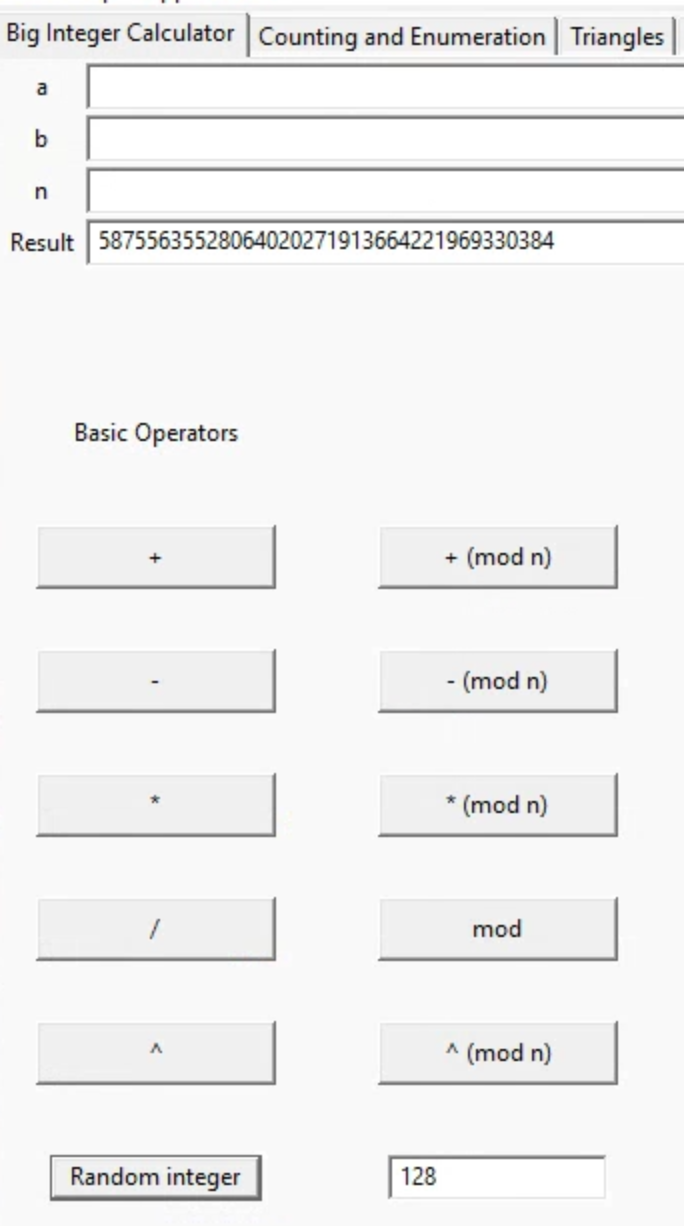 Big Integer Calculator Counting and Enumeration Triangles
a
b
n
Result 58755635528064020271913664221969330384
Basic Operators
+ + (mod n)
- - (mod n)
* * (mod n)
/ mod
^ ^ (mod n)
Random integer 128